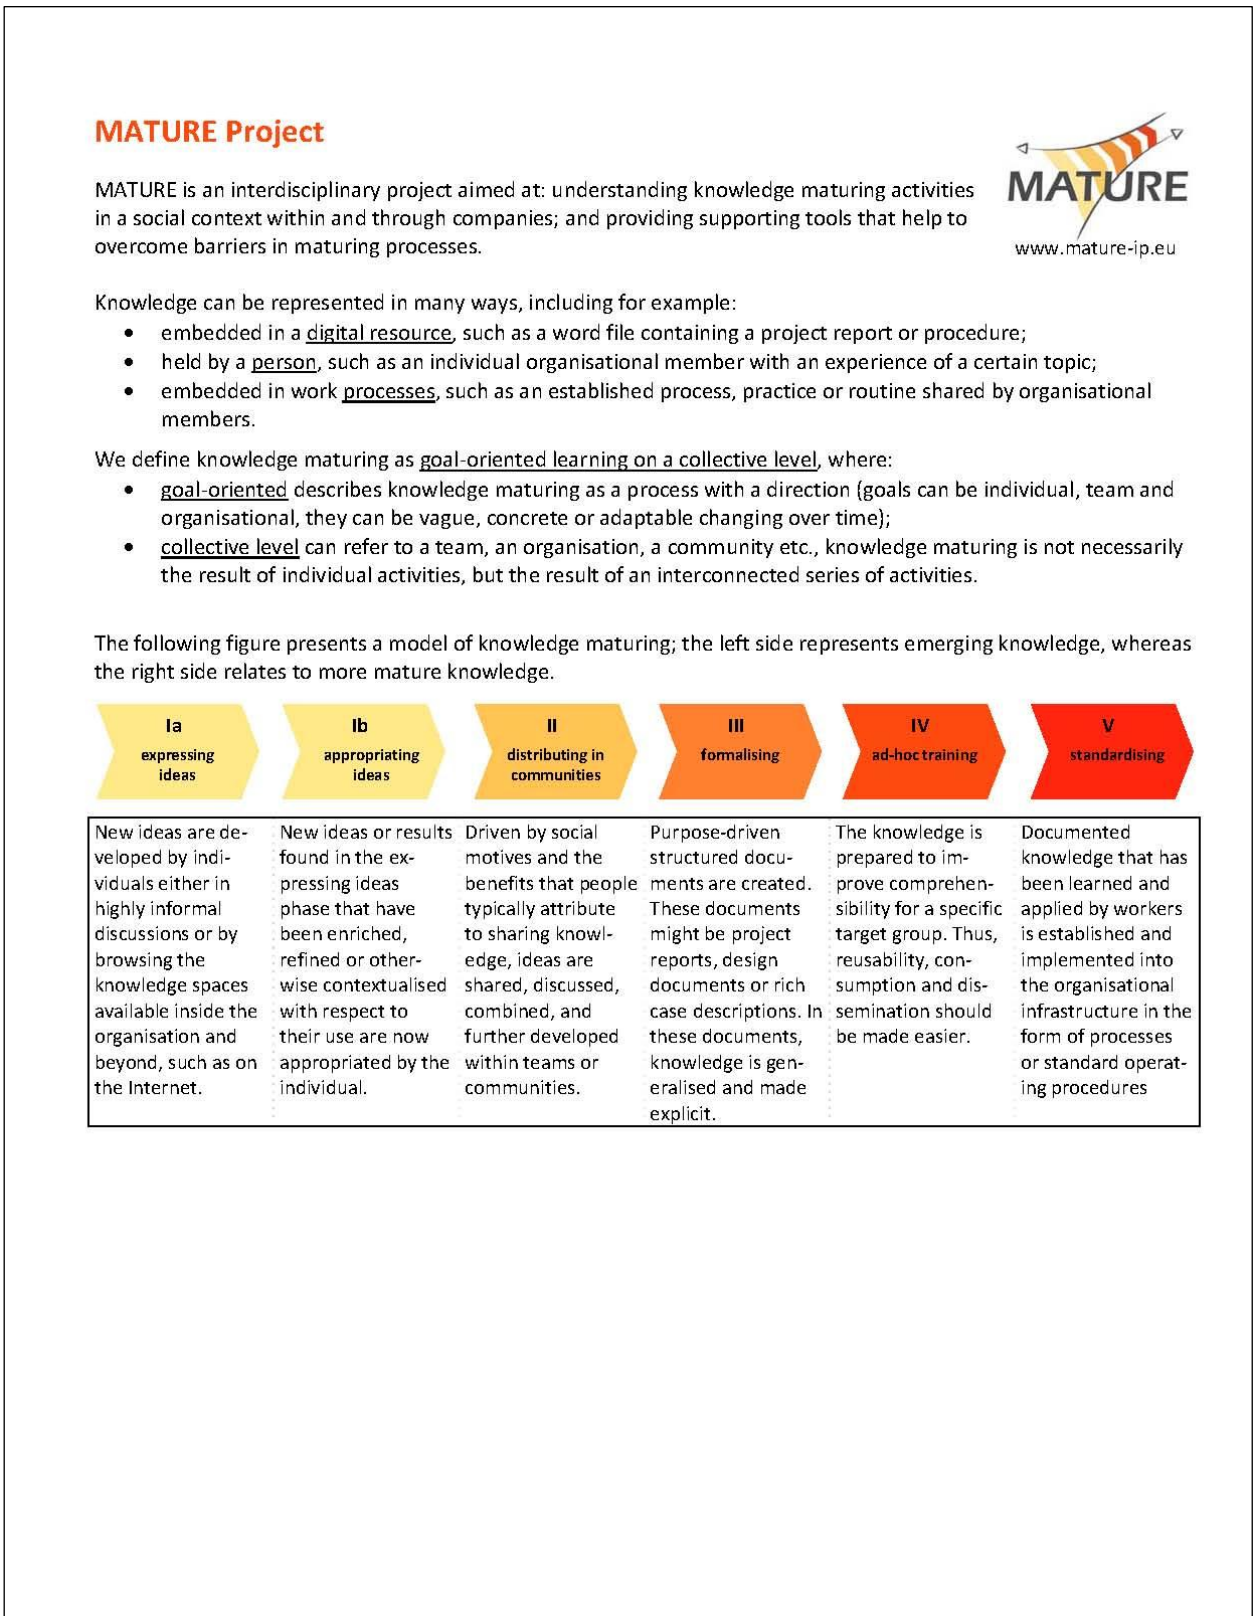 MATURE Project
MATURE
www.mature-ip.eu
MATURE is an interdisciplinary project aimed at: understanding knowledge maturing activities
in a social context within and through companies; and providing supporting tools that help to
overcome barriers in maturing processes.
Knowledge can be represented in many ways, including for example:
• embedded in a digital resource, such as a word file containing a project report or procedure;
• held by a person, such as an individual organisational member with an experience of a certain topic;
• embedded in work processes, such as an established process, practice or routine shared by organisational
members.
We define knowledge maturing as goal-oriented learning on a collective level, where:
• goal-oriented describes knowledge maturing as a process with a direction (goals can be individual, team and
organisational, they can be vague, concrete or adaptable changing over time);
• collective level can refer to a team, an organisation, a community etc., knowledge maturing is not necessarily
the result of individual activities, but the result of an interconnected series of activities.
The following figure presents a model of knowledge maturing; the left side represents emerging knowledge, whereas
the right side relates to more mature knowledge.
Ia
expressing
ideas
Ib
appropriating
ideas
II
distributing in
communities
III
formalising
IV
ad-hoc training
V
standardising
New ideas are de-
veloped by indi-
viduals either in
highly informal
discussions or by
browsing the
knowledge spaces
available inside the
organisation and
beyond, such as on
the Internet.
New ideas or results
found in the ex-
pressing ideas
phase that have
been enriched,
refined or other-
wise contextualised
with respect to
their use are now
appropriated by the
individual.
Driven by social
motives and the
benefits that people
typically attribute
to sharing knowl-
edge, ideas are
shared, discussed,
combined, and
further developed
within teams or
communities.
Purpose-driven
structured docu-
ments are created.
These documents
might be project
reports, design
documents or rich
case descriptions. In
these documents,
knowledge is gen-
eralised and made
explicit.
The knowledge is
prepared to im-
prove comprehen-
sibility for a specific
target group. Thus,
reusability, con-
sumption and dis-
semination should
be made easier.
Documented
knowledge that has
been learned and
applied by workers
is established and
implemented into
the organisational
infrastructure in the
form of processes
or standard operat-
ing procedures